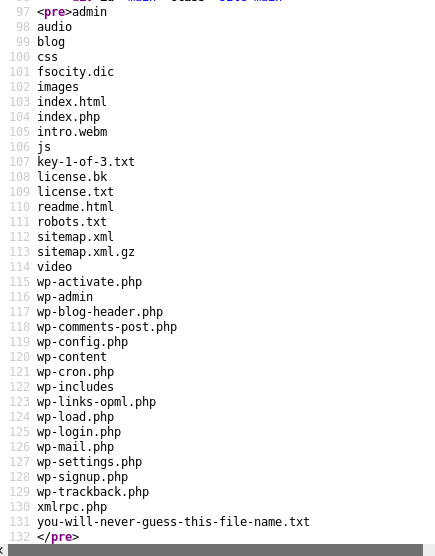 97 <pre>admin
98 audio
99 blog
100 css
101 fsocity.dic
102 images
103 index.html
104 index.php
105 intro.webm
106 js
107 key-1-of-3.txt
108 license.bk
109 license.txt
110 readme.html
111 robots.txt
112 sitemap.xml
113 sitemap.xml.gz
114 video
115 wp-activate.php
116 wp-admin
117 wp-blog-header.php
118 wp-comments-post.php
119 wp-config.php
120 wp-content
121 wp-cron.php
122 wp-includes
123 wp-links-opml.php
124 wp-load.php
125 wp-login.php
126 wp-mail.php
127 wp-settings.php
128 wp-signup.php
129 wp-trackback.php
130 xmlrpc.php
131 you-will-never-guess-this-file-name.txt
132 </pre>